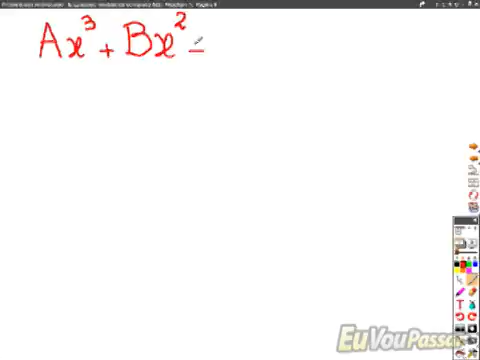 Ax³ + Bx² =
EuVouPassar